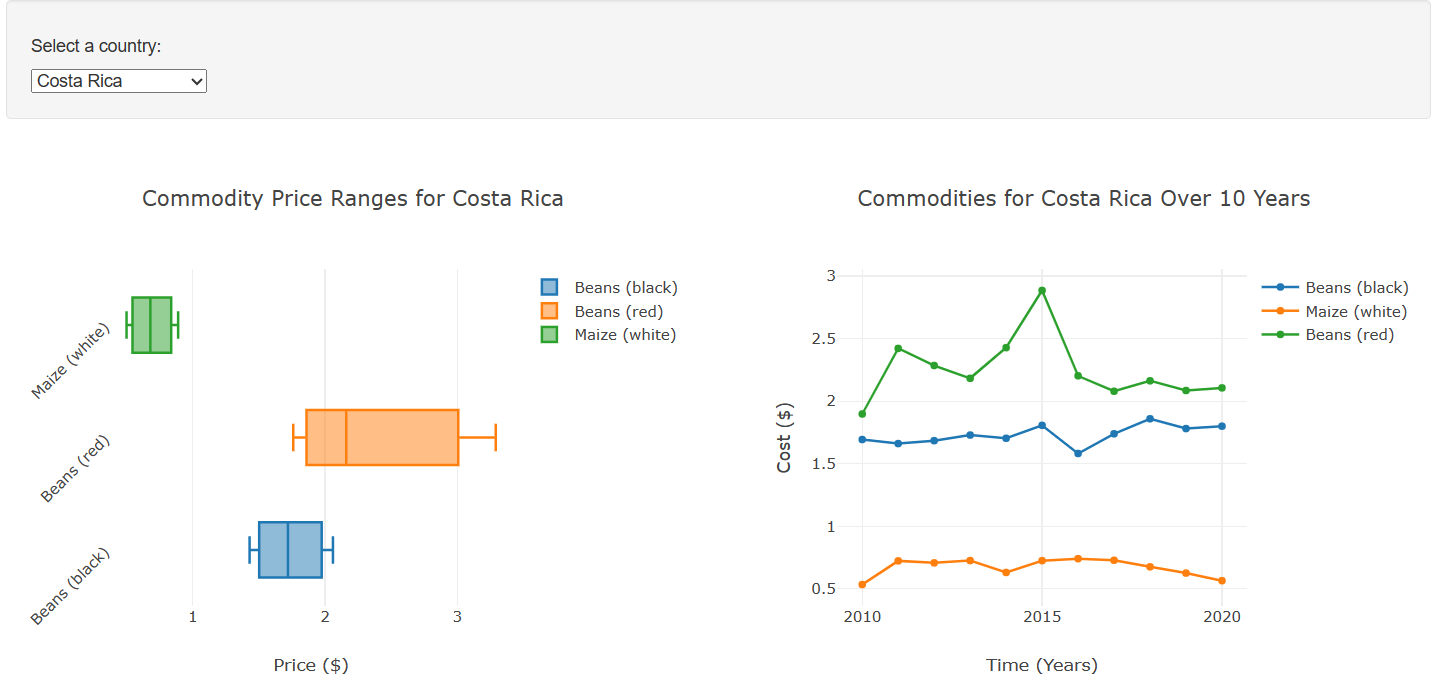 Select a country:
Costa Rica
Commodity Price Ranges for Costa Rica
Maize (white)
Beans (red)
Beans (black)
1 2 3
Price ($)
Beans (black)
Beans (red)
Maize (white)
Commodities for Costa Rica Over 10 Years
Cost ($)
3
2.5
2
1.5
1
0.5
2010 2015 2020
Time (Years)
Beans (black)
Maize (white)
Beans (red)